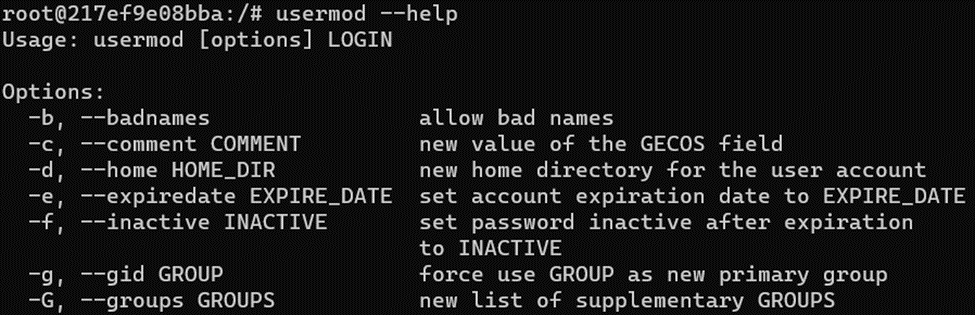 root@217ef9e08bba:/# usermod --help
Usage: usermod [options] LOGIN

Options:
  -b, --badnames                allow bad names
  -c, --comment COMMENT         new value of the GECOS field
  -d, --home HOME_DIR           new home directory for the user account
  -e, --expiredate EXPIRE_DATE  set account expiration date to EXPIRE_DATE
  -f, --inactive INACTIVE       set password inactive after expiration
                                to INACTIVE
  -g, --gid GROUP               force use GROUP as new primary group
  -G, --groups GROUPS           new list of supplementary GROUPS